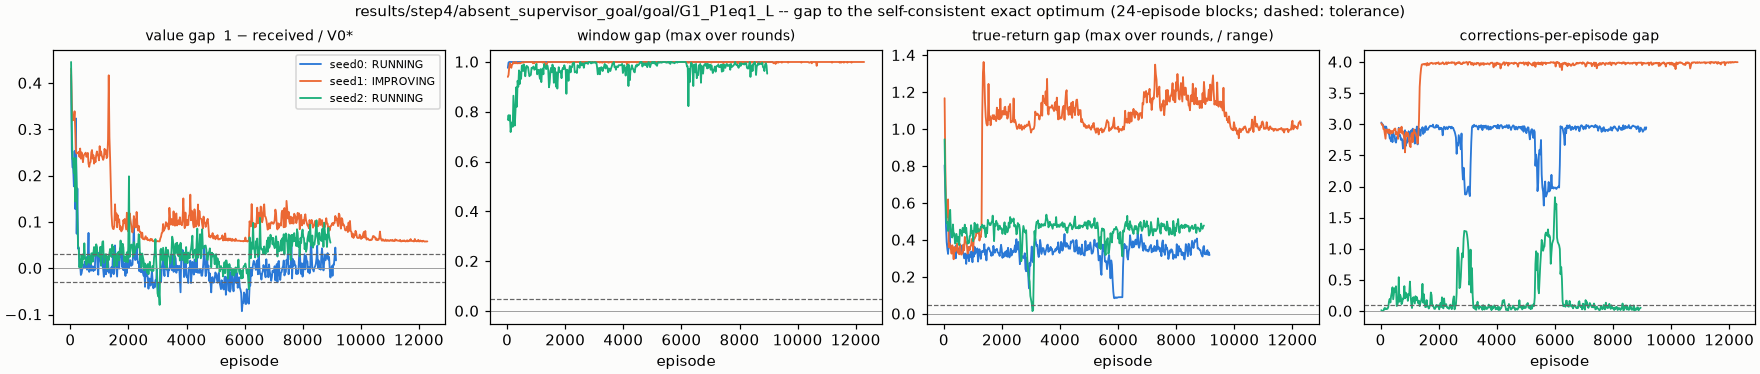 results/step4/absent_supervisor_goal/goal/G1_P1eq1_L -- gap to the self-consistent exact optimum (24-episode blocks; dashed: tolerance)
value gap 1 − received / V0*
seed0: RUNNING
seed1: IMPROVING
seed2: RUNNING
0.4
0.3
0.2
0.1
0.0
−0.1
0 2000 4000 6000 8000 10000 12000
episode
window gap (max over rounds)
1.0
0.8
0.6
0.4
0.2
0.0
0 2000 4000 6000 8000 10000 12000
episode
true-return gap (max over rounds, / range)
1.4
1.2
1.0
0.8
0.6
0.4
0.2
0.0
0 2000 4000 6000 8000 10000 12000
episode
corrections-per-episode gap
4.0
3.5
3.0
2.5
2.0
1.5
1.0
0.5
0.0
0 2000 4000 6000 8000 10000 12000
episode